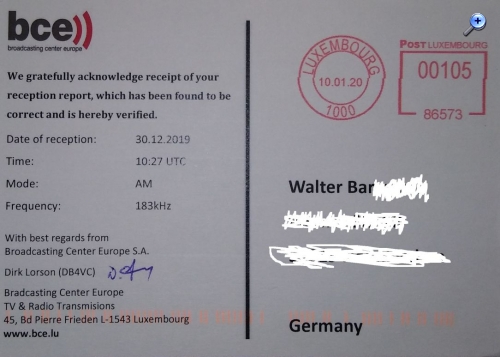 bce
broadcasting center europe
We gratefully acknowledge receipt of your
reception report, which has been found to be
correct and is hereby verified.
Date of reception: 30.12.2019
Time: 10:27 UTC
Mode: AM
Frequency: 183kHz
With best regards from
Broadcasting Center Europe S.A.
Dirk Lorson (DB4VC)
Bradcasting Center Europe
TV & Radio Transmisions
45, Bd Pierre Frieden L-1543 Luxembourg
www.bce.lu
LUXEMBOURG
10.01.20
1000
POST LUXEMBOURG
00105
86573
Walter Bar
Germany